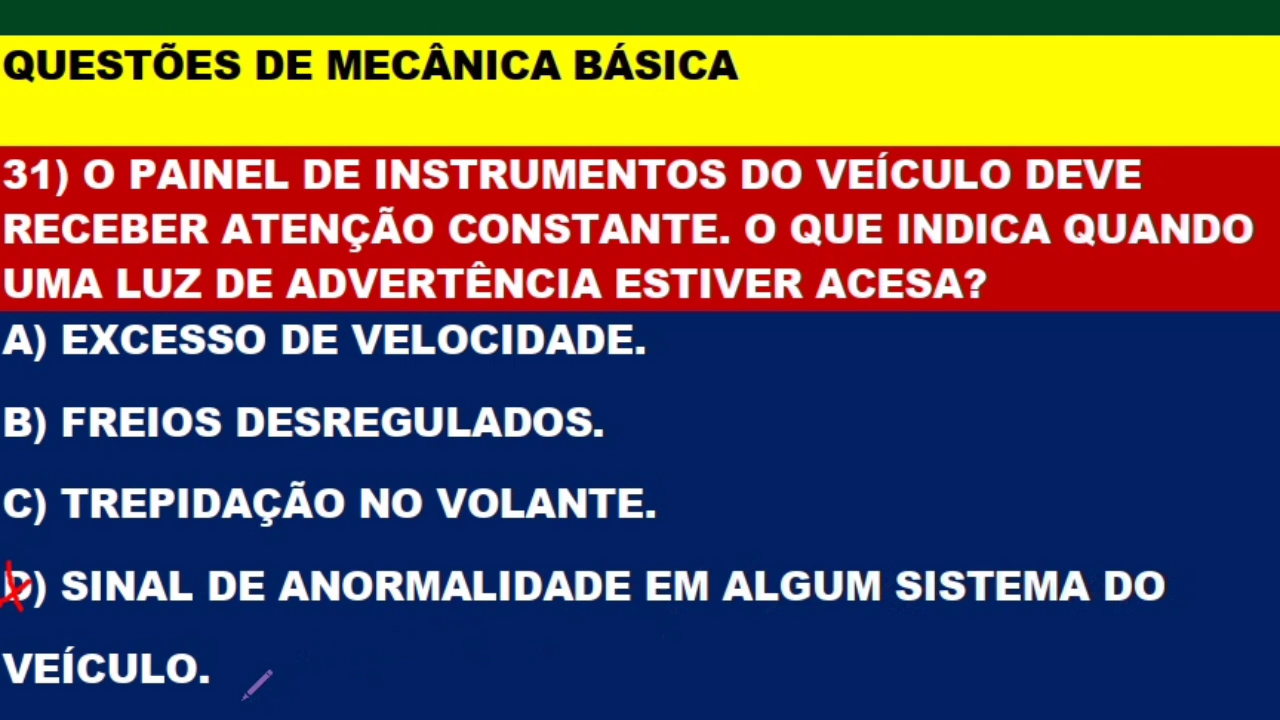 QUESTÕES DE MECÂNICA BÁSICA
31) O PAINEL DE INSTRUMENTOS DO VEÍCULO DEVE
RECEBER ATENÇÃO CONSTANTE. O QUE INDICA QUANDO
UMA LUZ DE ADVERTÊNCIA ESTIVER ACESA?
A) EXCESSO DE VELOCIDADE.
B) FREIOS DESREGULADOS.
C) TREPIDAÇÃO NO VOLANTE.
D) SINAL DE ANORMALIDADE EM ALGUM SISTEMA DO
VEÍCULO.